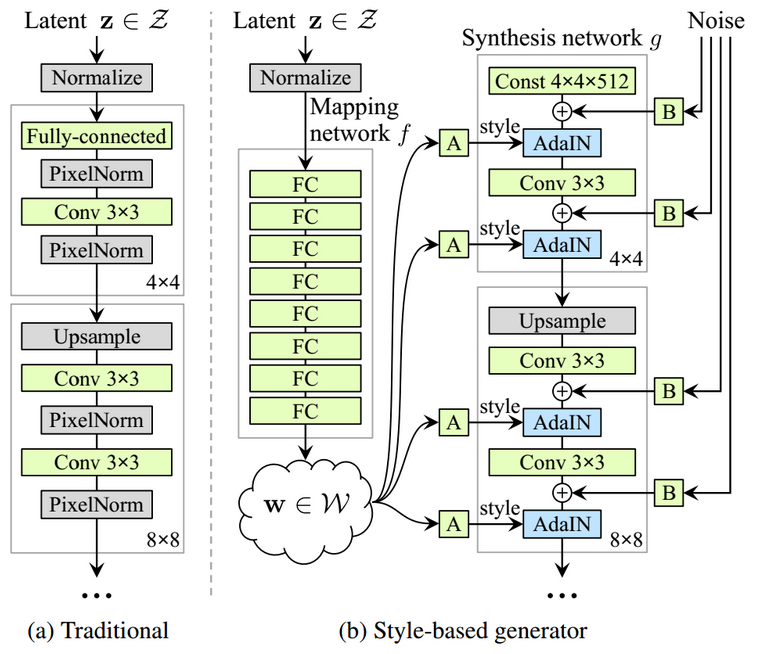 Latent z ∈ 𝒵
Normalize
Fully-connected
PixelNorm
Conv 3×3
PixelNorm
4×4
Upsample
Conv 3×3
PixelNorm
Conv 3×3
PixelNorm
8×8
...
(a) Traditional
Latent z ∈ 𝒵
Normalize
Mapping
network f
FC
FC
FC
FC
FC
FC
FC
FC
w ∈ 𝒲
A
style
A
style
A
style
A
style
Synthesis network g
Const 4×4×512
AdaIN
Conv 3×3
AdaIN
4×4
Upsample
Conv 3×3
AdaIN
Conv 3×3
AdaIN
8×8
...
Noise
B
B
B
B
(b) Style-based generator